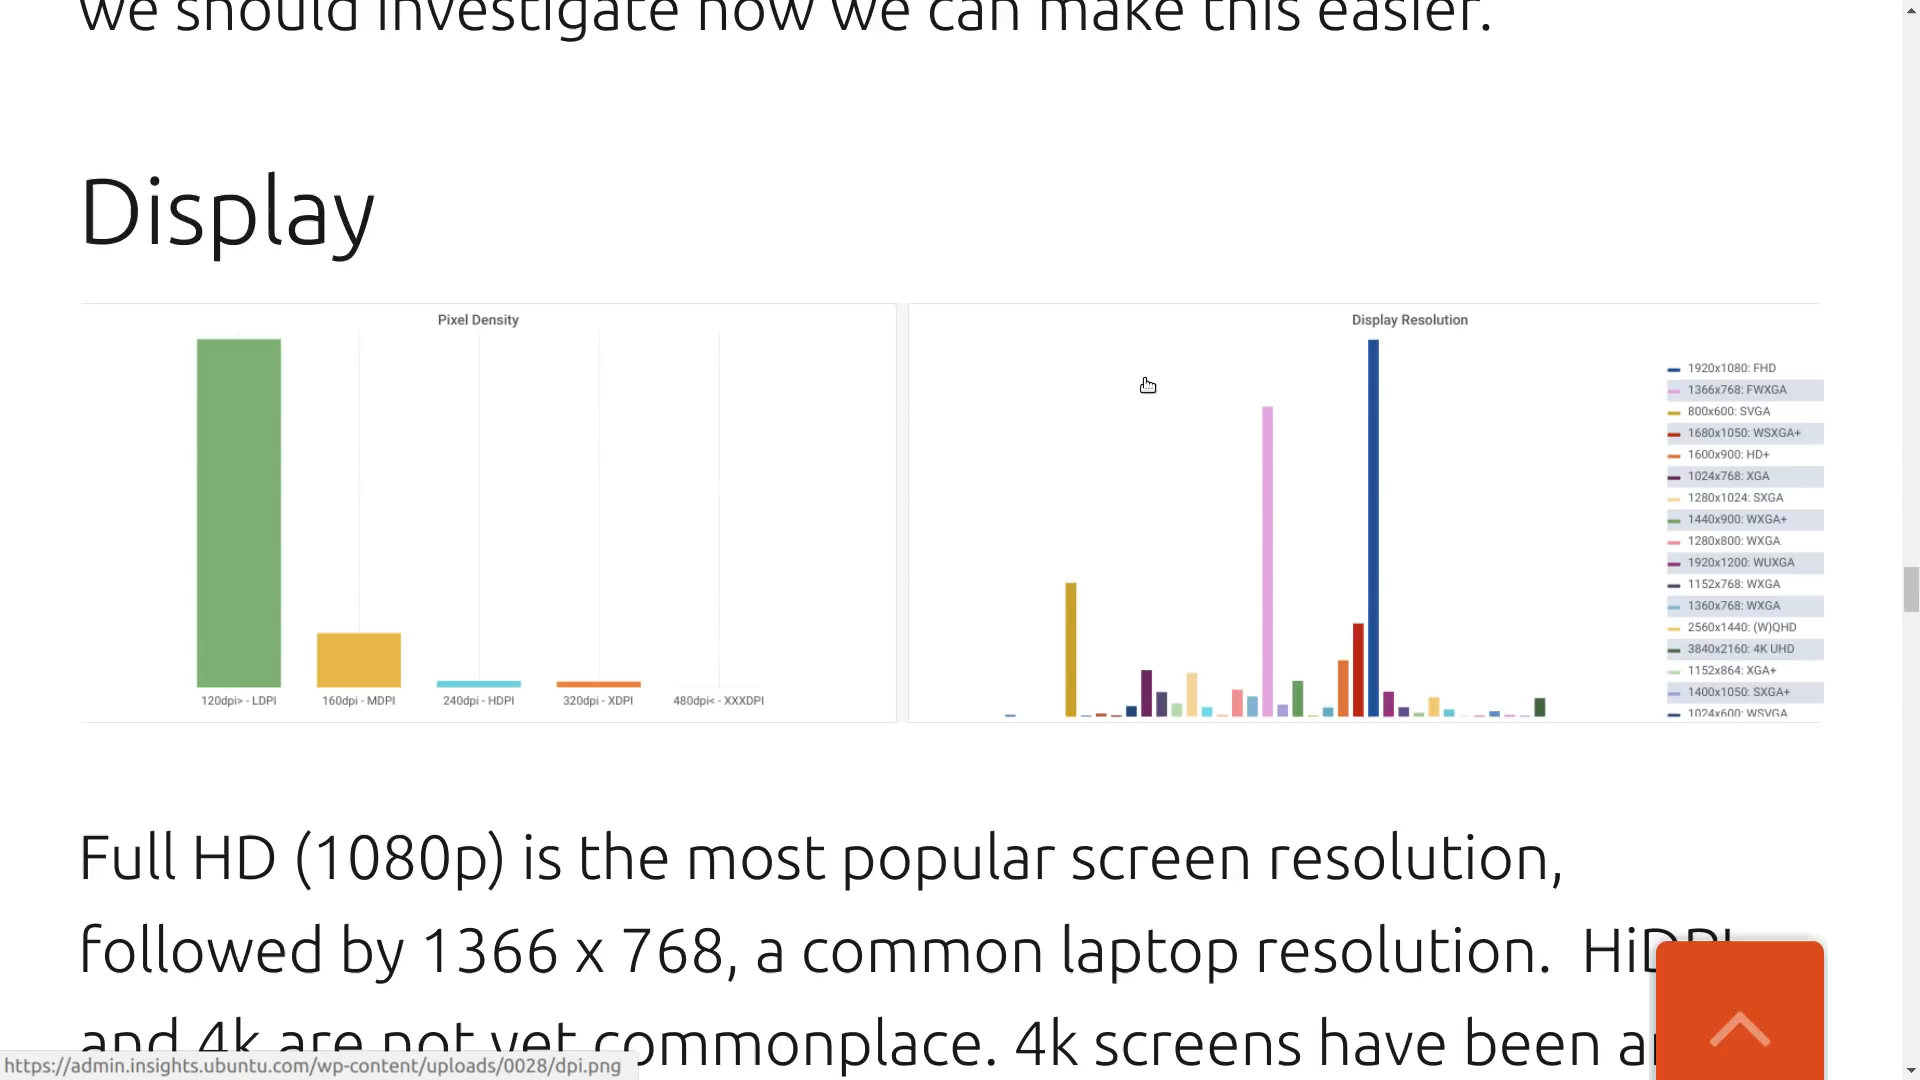 we should investigate how we can make this easier.
Display
Pixel Density
120dpi> - LDPI
160dpi - MDPI
240dpi - HDPI
320dpi - XDPI
480dpi< - XXXDPI
Display Resolution
1920x1080: FHD
1366x768: FWXGA
800x600: SVGA
1680x1050: WSXGA+
1600x900: HD+
1024x768: XGA
1280x1024: SXGA
1440x900: WXGA+
1280x800: WXGA
1920x1200: WUXGA
1152x768: WXGA
1360x768: WXGA
2560x1440: (W)QHD
3840x2160: 4K UHD
1152x864: XGA+
1400x1050: SXGA+
1024x600: WSVGA
Full HD (1080p) is the most popular screen resolution,
followed by 1366 x 768, a common laptop resolution. HiDPI
and 4k are not yet commonplace. 4k screens have been
https://admin.insights.ubuntu.com/wp-content/uploads/0028/dpi.png